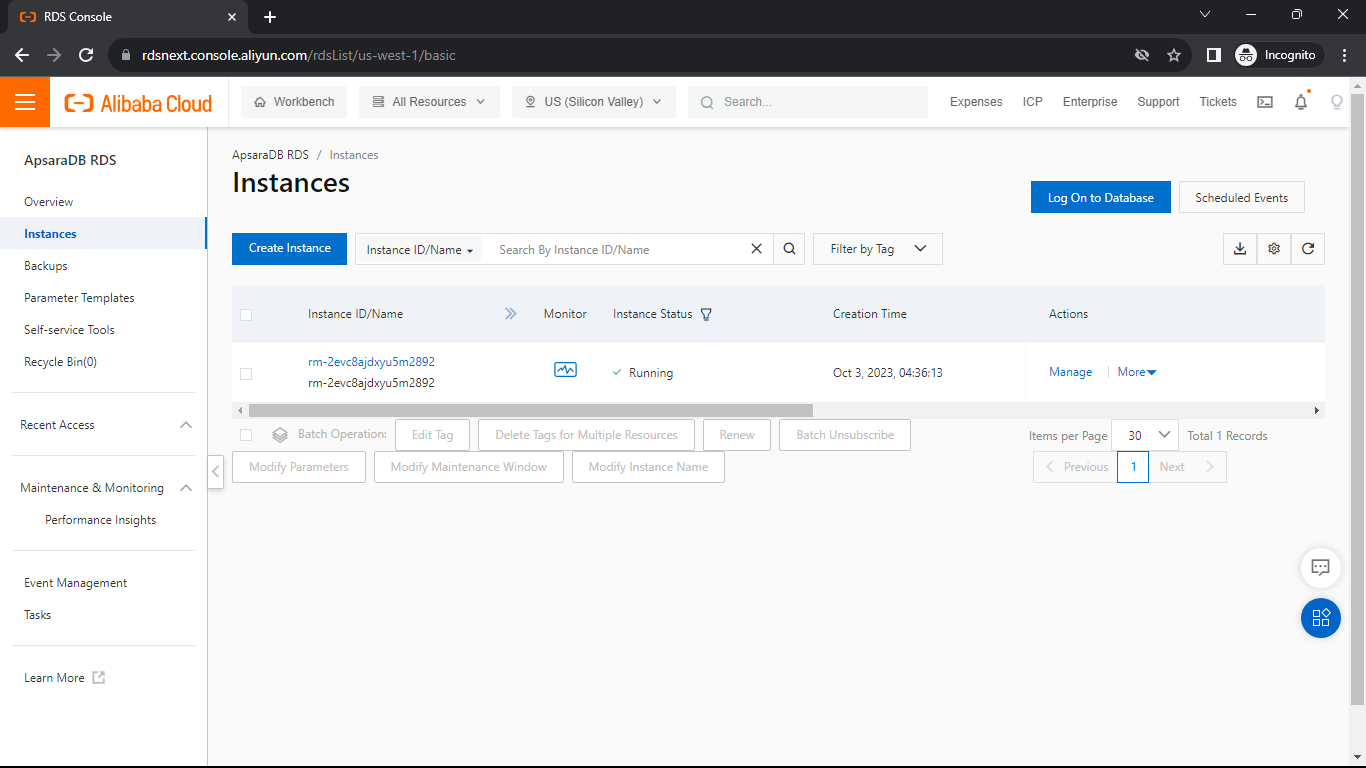 RDS Console
rdsnext.console.aliyun.com/rdsList/us-west-1/basic
Incognito
Alibaba Cloud
Workbench
All Resources
US (Silicon Valley)
Search...
Expenses
ICP
Enterprise
Support
Tickets
ApsaraDB RDS
Overview
Instances
Backups
Parameter Templates
Self-service Tools
Recycle Bin(0)
Recent Access
Maintenance & Monitoring
Performance Insights
Event Management
Tasks
Learn More
ApsaraDB RDS / Instances
Instances
Log On to Database
Scheduled Events
Create Instance
Instance ID/Name
Search By Instance ID/Name
Filter by Tag
Instance ID/Name
Monitor
Instance Status
Creation Time
Actions
rm-2evc8ajdxyu5m2892
rm-2evc8ajdxyu5m2892
Running
Oct 3, 2023, 04:36:13
Manage
More
Batch Operation:
Edit Tag
Delete Tags for Multiple Resources
Renew
Batch Unsubscribe
Modify Parameters
Modify Maintenance Window
Modify Instance Name
Items per Page
30
Total 1 Records
Previous
1
Next